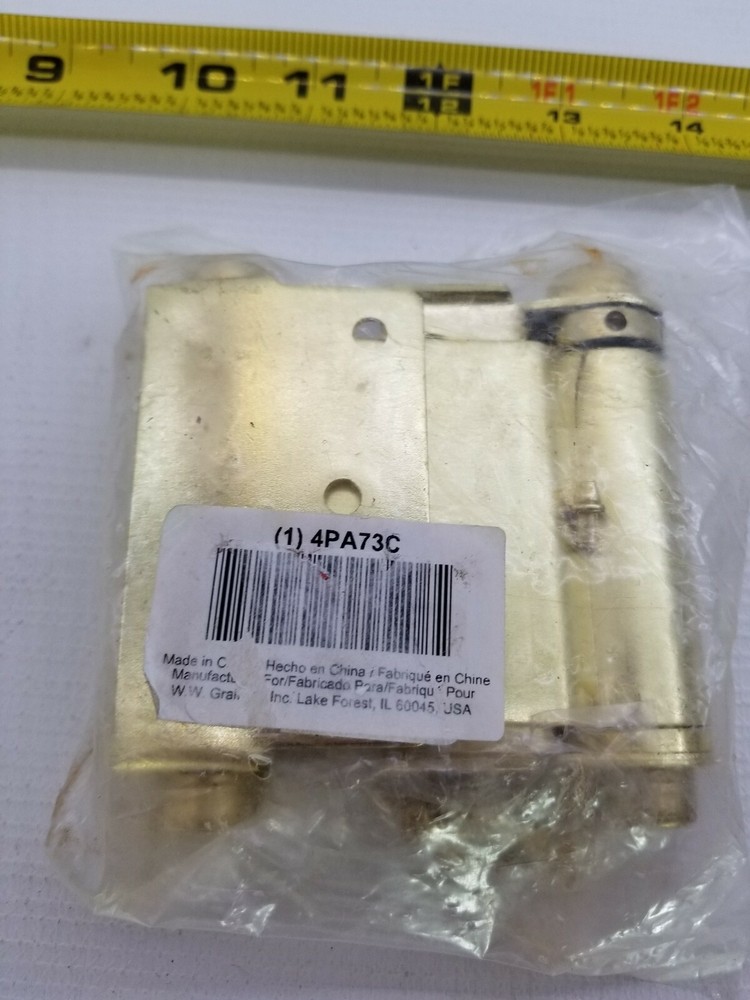 9 10 11 1F 1F1 1F2
12 13 14
(1) 4PA73C
Made in C Hecho en China / Fabriqué en Chine
Manufactu For/Fabricado Para/Fabriqu Pour
W.W. Grai Inc. Lake Forest, IL 60045, USA